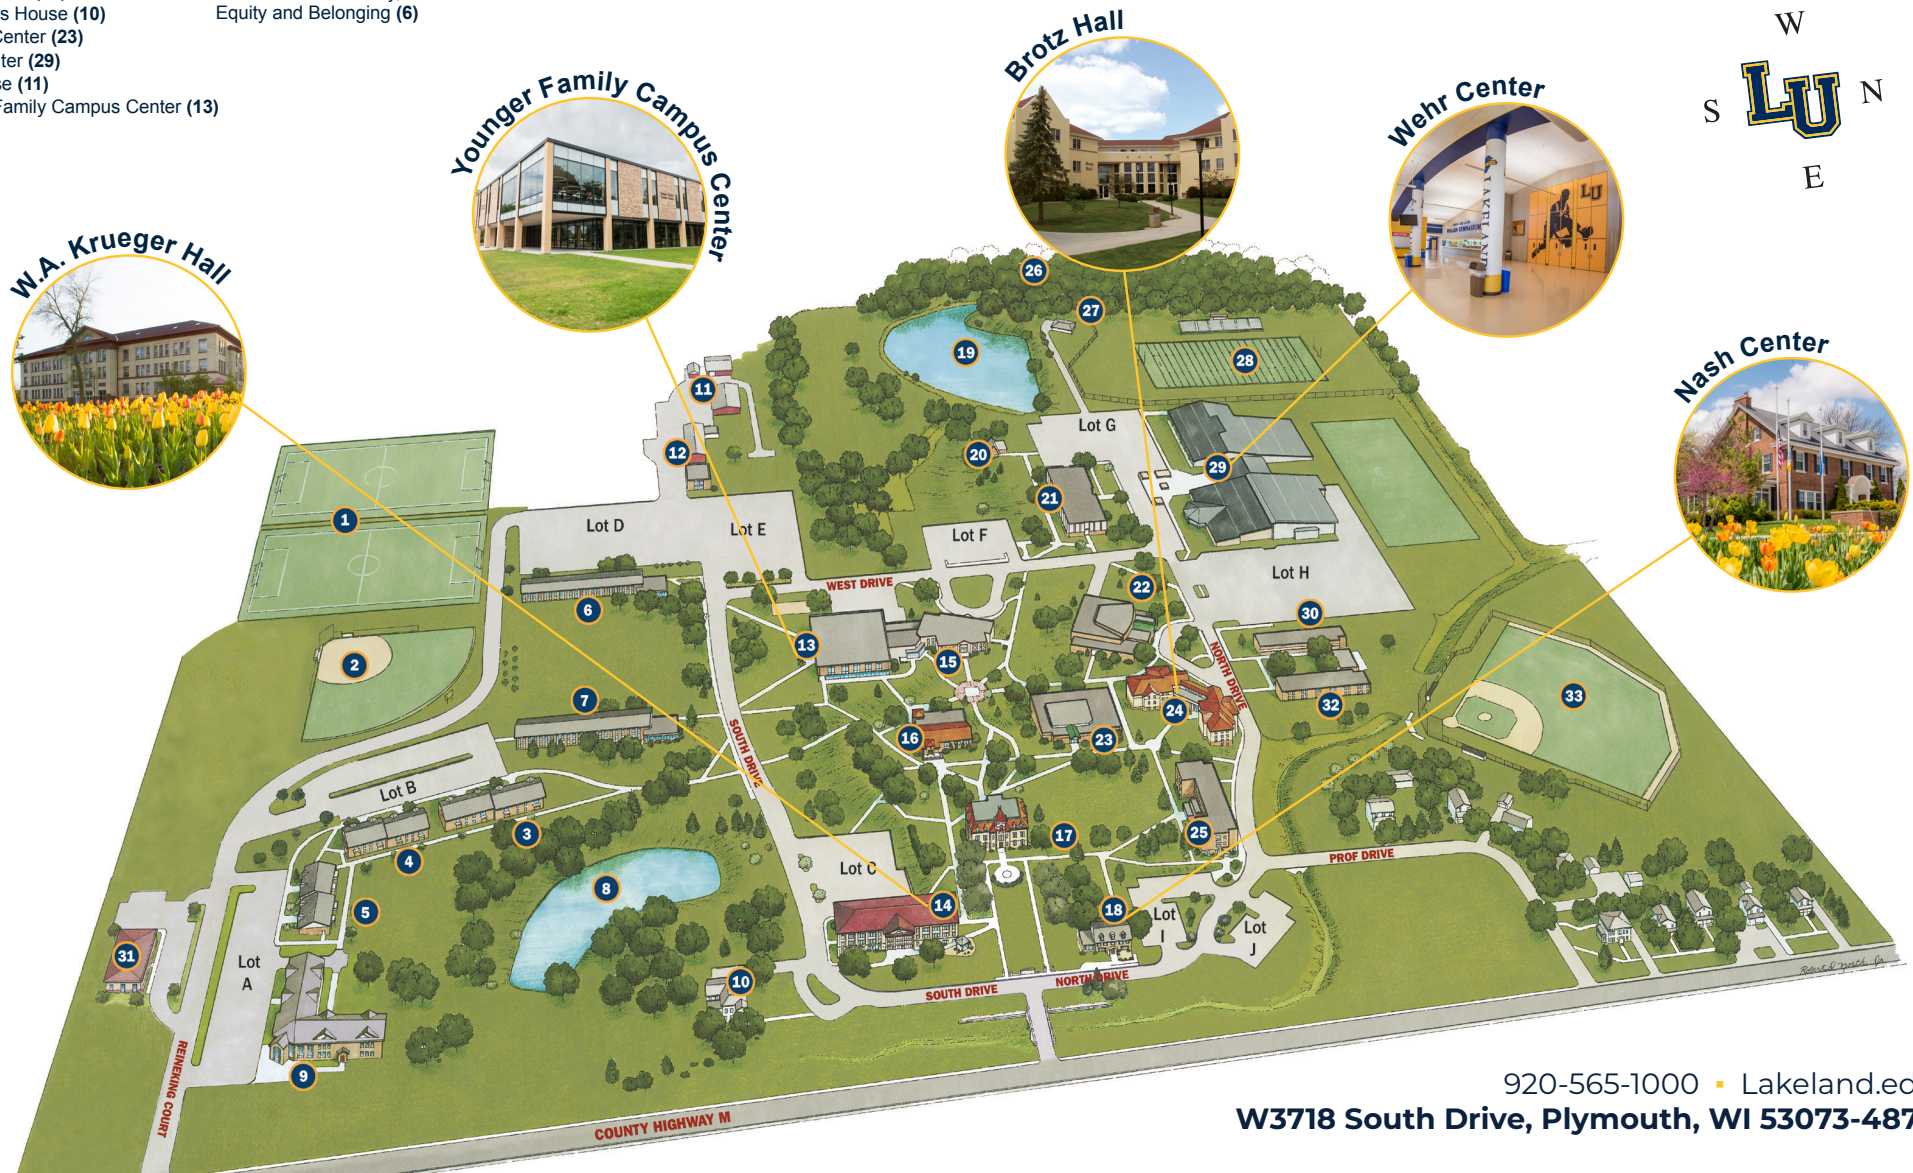 s House (10)
Center (23)
ter (29)
se (11)
Family Campus Center (13)
Equity and Belonging (6)
W.A. Krueger Hall
Younger Family Campus Center
Brotz Hall
Wehr Center
Nash Center
W
S
LU
N
E
LAKELAND
LU
26
27
19
28
11
12
20
Lot G
29
21
1
Lot D
Lot E
Lot F
Lot H
WEST DRIVE
6
22
30
2
13
15
NORTH DRIVE
7
32
33
SOUTH DRIVE
16
23
24
Lot B
3
4
17
25
PROF DRIVE
8
Lot C
5
14
18
Lot I
Lot J
31
Lot A
10
SOUTH DRIVE
NORTH DRIVE
9
REINEKING COURT
COUNTY HIGHWAY M
920-565-1000 ▪ Lakeland.ed
W3718 South Drive, Plymouth, WI 53073-487